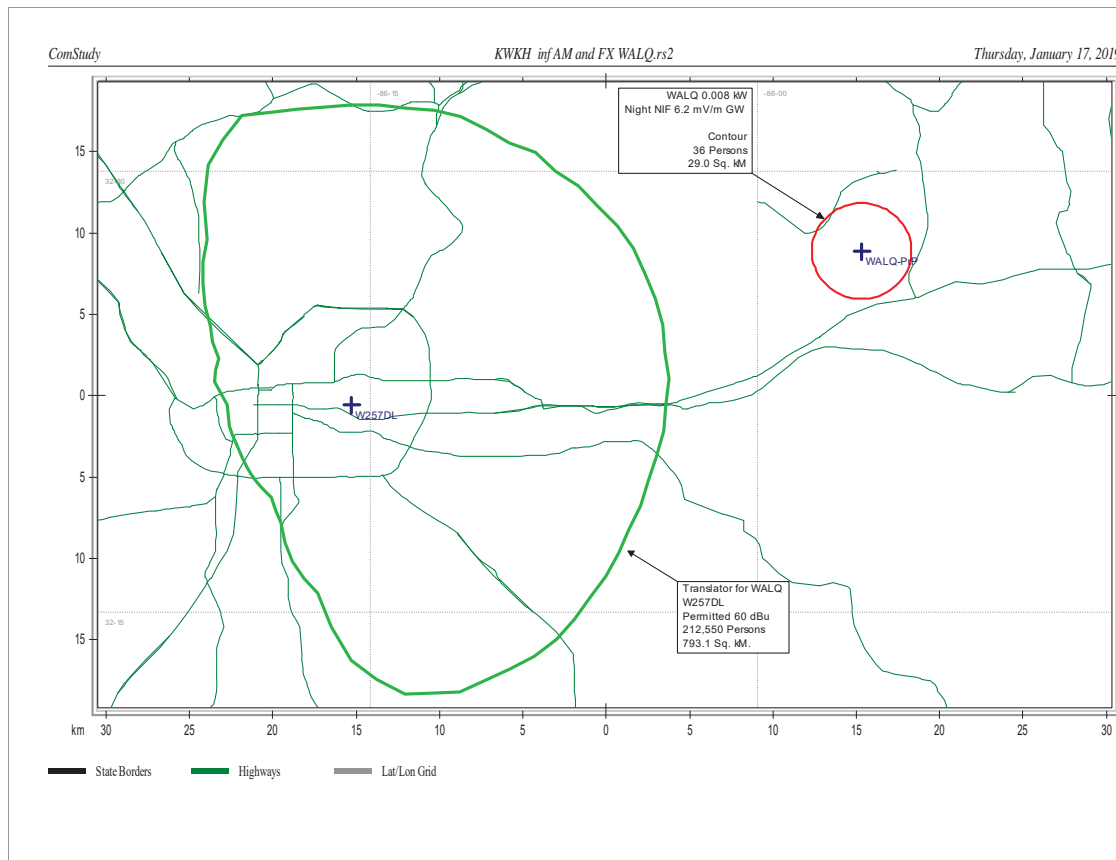 ComStudy
KWKH inf AM and FX WALQ.rs2
Thursday, January 17, 2019
-86-15
-86-00
WALQ 0.008 kW
Night NIF 6.2 mV/m GW
Contour
36 Persons
29.0 Sq. KM
15
32-30
10
WALQ-PrP
5
0
W257DL
5
10
Translator for WALQ
W257DL
Permitted 60 dBu
212,550 Persons
793.1 Sq. kM.
32-15
15
km 30 25 20 15 10 5 0 5 10 15 20 25 30
State Borders
Highways
Lat/Lon Grid